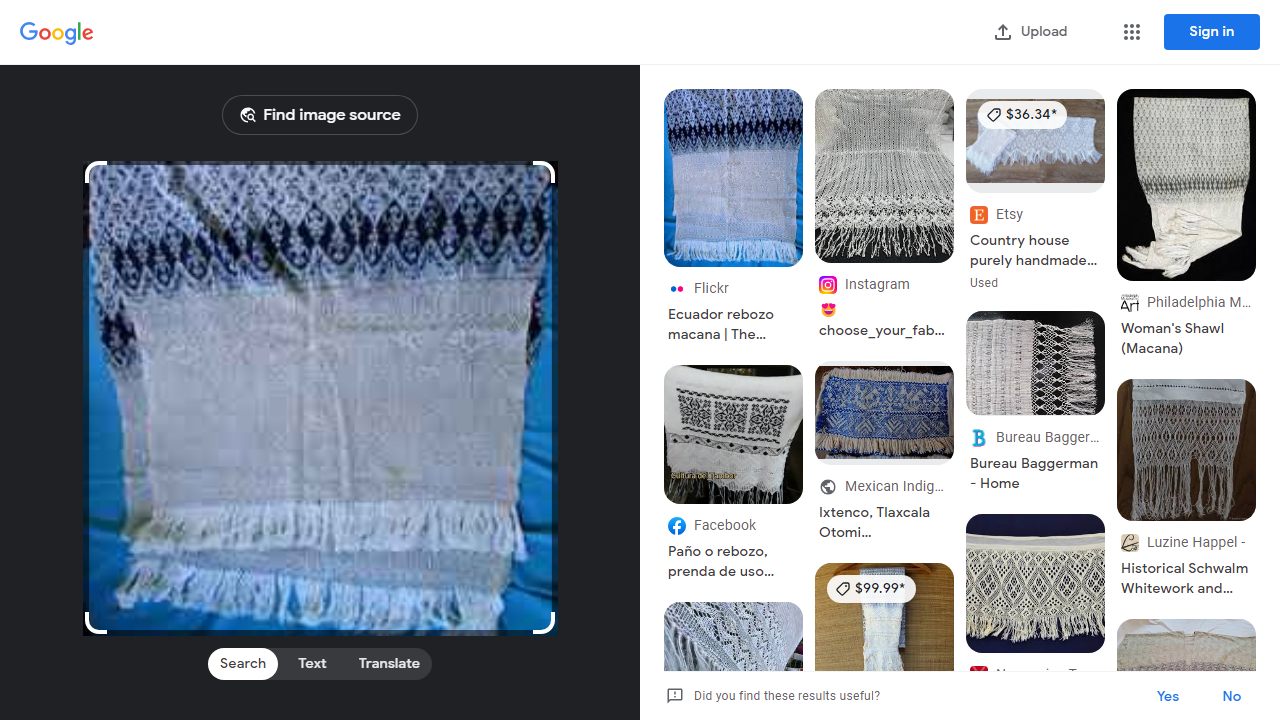 Google
Upload
Sign in
Find image source
Search
Text
Translate
Flickr
Ecuador rebozo
macana | The...
Facebook
Paño o rebozo,
prenda de uso...
Instagram
😍
choose_your_fab...
Mexican Indig...
Ixtenco, Tlaxcala
Otomi...
$99.99*
$36.34*
Etsy
Country house
purely handmade...
Used
Bureau Bagger...
Bureau Baggerman
- Home
Philadelphia M...
Woman's Shawl
(Macana)
Luzine Happel -
Historical Schwalm
Whitework and...
Did you find these results useful?
Yes
No